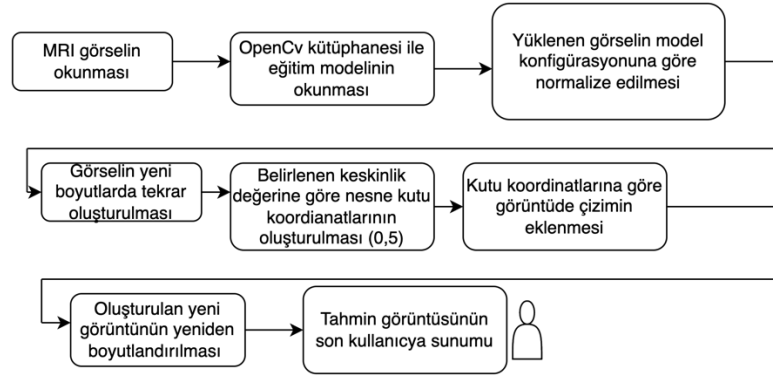 MRI görselin
okunması
OpenCv kütüphanesi ile
eğitim modelinin
okunması
Yüklenen görselin model
konfigürasyonuna göre
normalize edilmesi
Görselin yeni
boyutlarda tekrar
oluşturulması
Belirlenen keskinlik
değerine göre nesne kutu
koordianatlarının
oluşturulması (0,5)
Kutu koordinatlarına göre
görüntüde çizimin
eklenmesi
Oluşturulan yeni
görüntünün yeniden
boyutlandırılması
Tahmin görüntüsünün
son kullanıcya sunumu